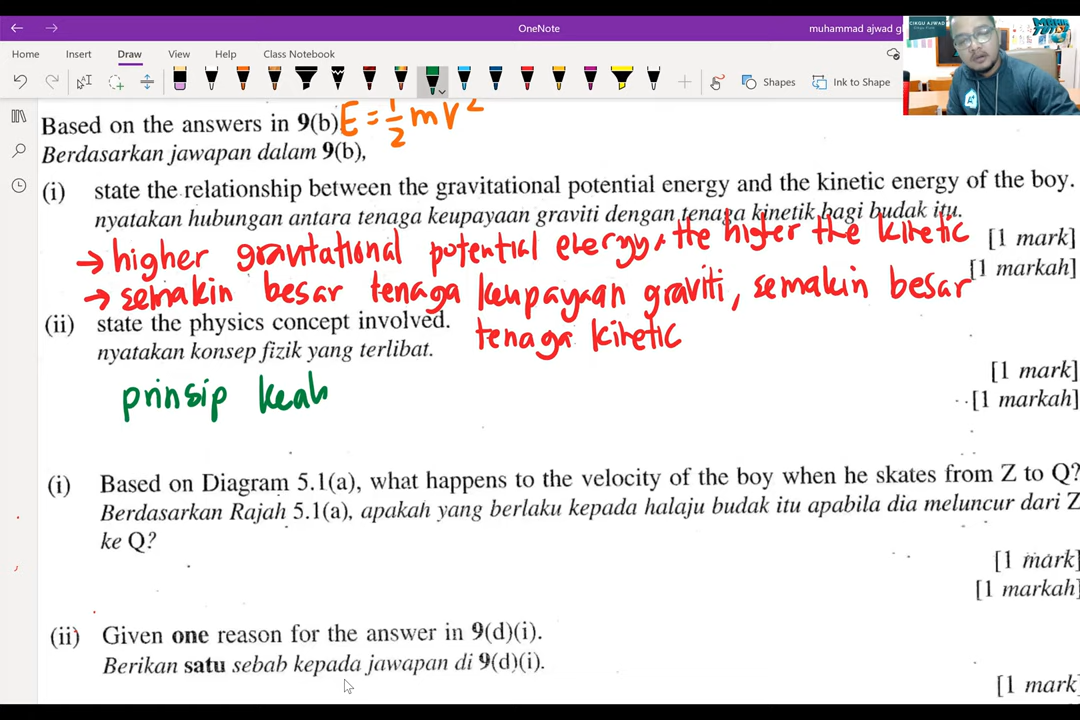 OneNote
muhammad ajwad
CIKGU AJWAD
Home Insert Draw View Help Class Notebook
Shapes Ink to Shape
Based on the answers in 9(b) E = 1/2 mv²
Berdasarkan jawapan dalam 9(b),
(i) state the relationship between the gravitational potential energy and the kinetic energy of the boy.
nyatakan hubungan antara tenaga keupayaan graviti dengan tenaga kinetik bagi budak itu.
→ higher gravitational potential energy, the higher the kinetic
[1 mark]
[1 markah]
→ semakin besar tenaga keupayaan graviti, semakin besar
tenaga kinetic
(ii) state the physics concept involved.
nyatakan konsep fizik yang terlibat.
[1 mark]
[1 markah]
prinsip keab
(i) Based on Diagram 5.1(a), what happens to the velocity of the boy when he skates from Z to Q?
Berdasarkan Rajah 5.1(a), apakah yang berlaku kepada halaju budak itu apabila dia meluncur dari Z
ke Q?
[1 mark]
[1 markah]
(ii) Given one reason for the answer in 9(d)(i).
Berikan satu sebab kepada jawapan di 9(d)(i).
[1 mark